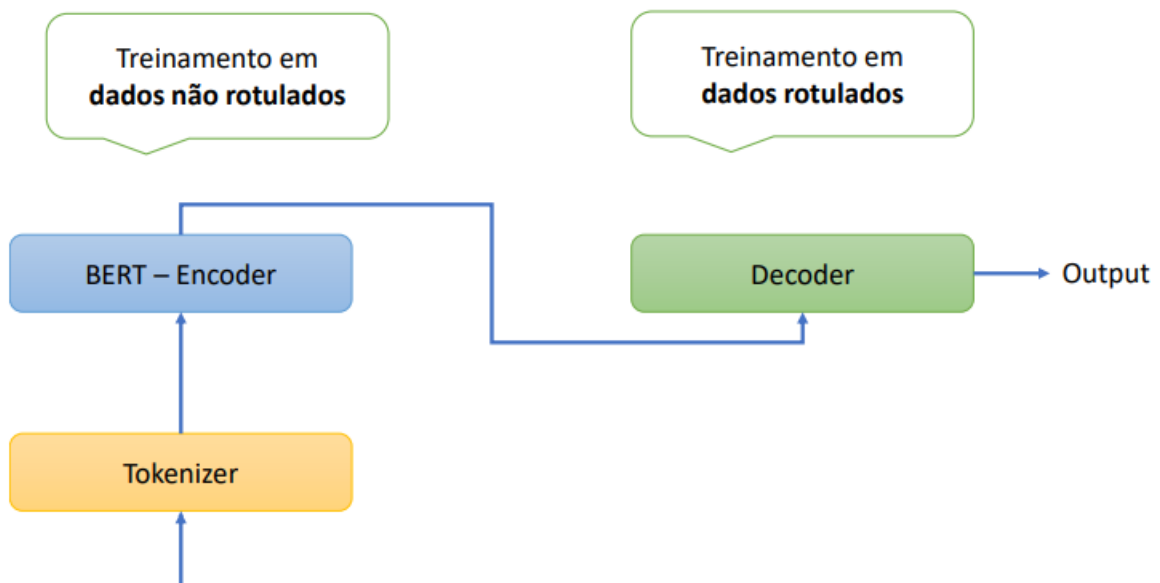 Treinamento em
dados não rotulados
Treinamento em
dados rotulados
BERT – Encoder
Decoder
Output
Tokenizer